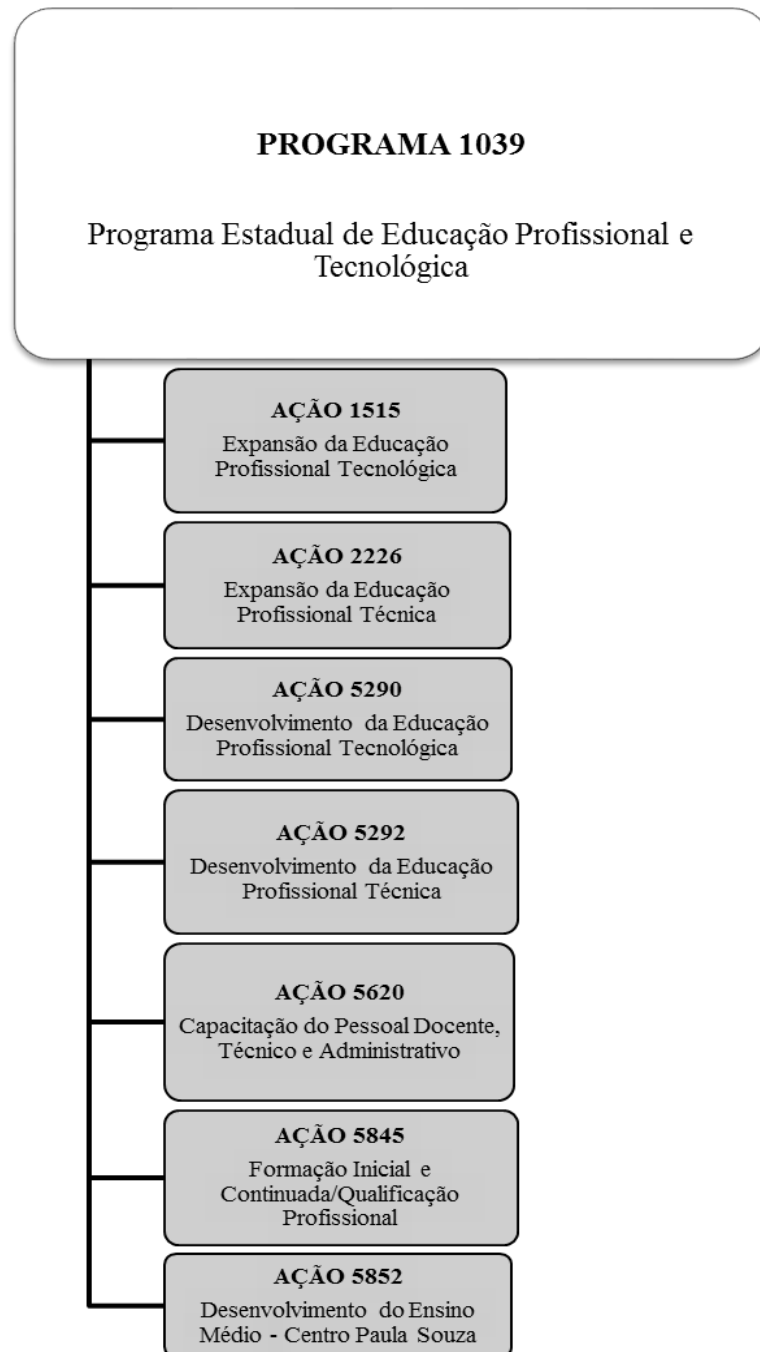 PROGRAMA 1039
Programa Estadual de Educação Profissional e
Tecnológica
AÇÃO 1515
Expansão da Educação
Profissional Tecnológica
AÇÃO 2226
Expansão da Educação
Profissional Técnica
AÇÃO 5290
Desenvolvimento da Educação
Profissional Tecnológica
AÇÃO 5292
Desenvolvimento da Educação
Profissional Técnica
AÇÃO 5620
Capacitação do Pessoal Docente,
Técnico e Administrativo
AÇÃO 5845
Formação Inicial e
Continuada/Qualificação
Profissional
AÇÃO 5852
Desenvolvimento do Ensino
Médio - Centro Paula Souza